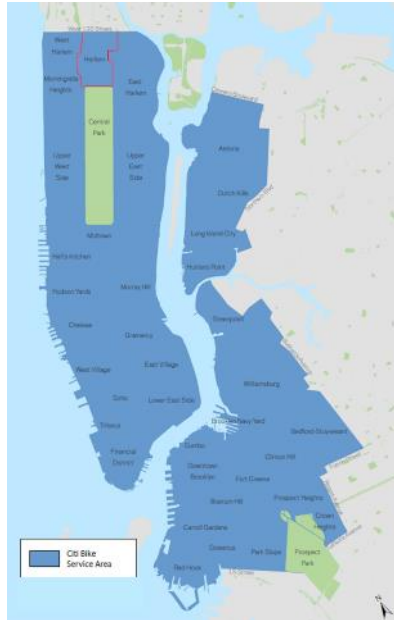 West 130 Street
West
Harlem
Harlem
East
Harlem
Morningside
Heights
Central
Park
Astoria
Upper
West
Side
Upper
East
Side
Dutch Kills
Midtown
Long Island City
Hell's Kitchen
Hunters Point
Hudson Yards
Murray Hill
Greenpoint
Chelsea
Gramercy
West Village
East Village
Williamsburg
Soho
Lower East Side
Tribeca
Brooklyn Navy Yard
Bedford-Stuyvesant
Financial
District
Dumbo
Clinton Hill
Downtown
Brooklyn
Fort Greene
Boerum Hill
Prospect Heights
Crown
Heights
Carroll Gardens
Gowanus
Park Slope
Prospect
Park
Red Hook
Citi Bike
Service Area
N